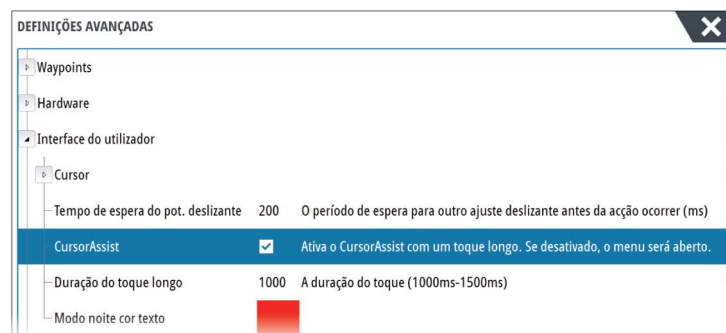 DEFINIÇÕES AVANÇADAS
Waypoints
Hardware
Interface do utilizador
Cursor
Tempo de espera do pot. deslizante 200 O período de espera para outro ajuste deslizante antes da acção ocorrer (ms)
CursorAssist Ativa o CursorAssist com um toque longo. Se desativado, o menu será aberto.
Duração do toque longo 1000 A duração do toque (1000ms-1500ms)
Modo noite cor texto